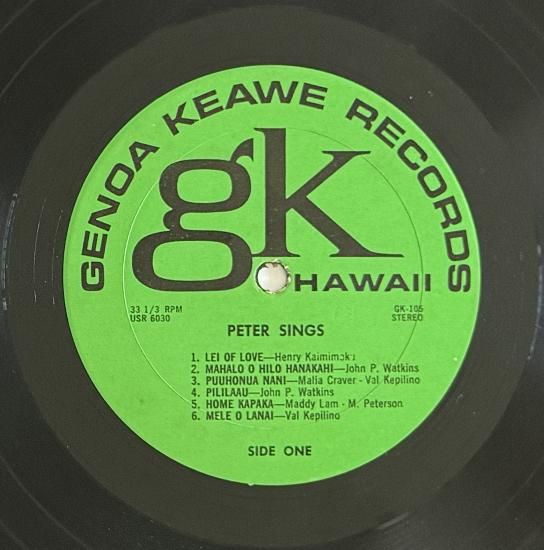 GENOA KEAWE RECORDS
gk
HAWAII
33 1/3 RPM
USR 6030
GK-105
STEREO
PETER SINGS
1. LEI OF LOVE—Henry Kaimimoku
2. MAHALO O HILO HANAKAHI—John P. Watkins
3. PUUHONUA NANI—Malia Craver - Val Kepilino
4. PILILAAU—John P. Watkins
5. HOME KAPAKA—Maddy Lam - M. Peterson
6. MELE O LANAI—Val Kepilino
SIDE ONE